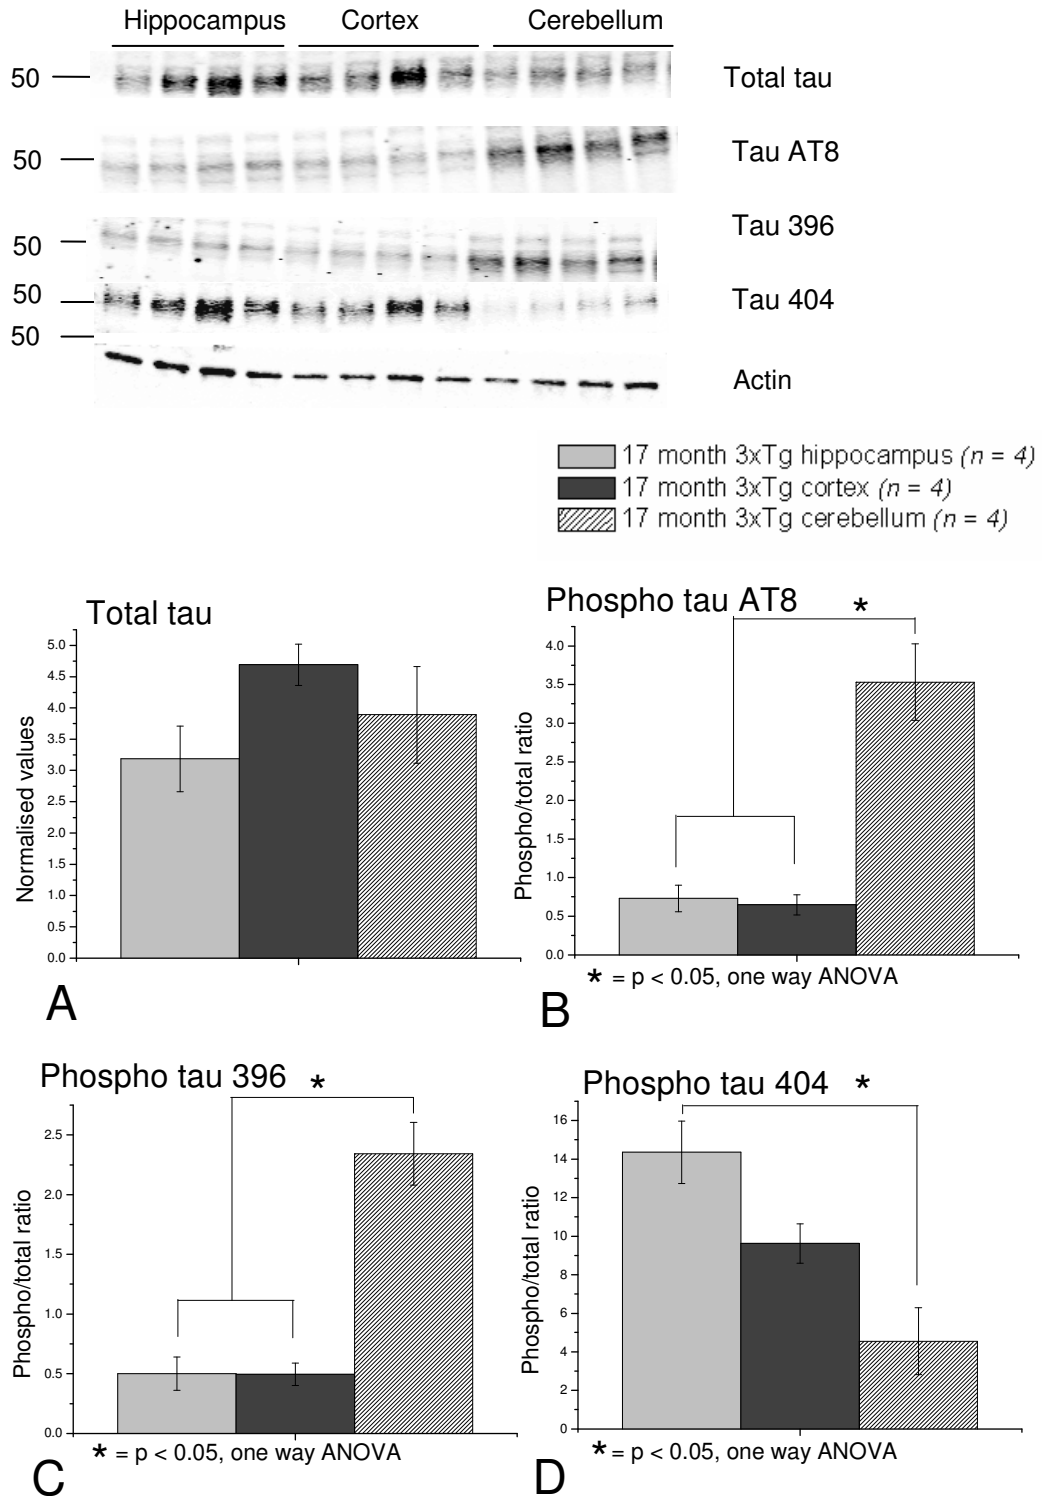 Hippocampus Cortex Cerebellum
50 Total tau
50 Tau AT8
50 Tau 396
50 Tau 404
50 Actin
17 month 3xTg hippocampus (n = 4)
17 month 3xTg cortex (n = 4)
17 month 3xTg cerebellum (n = 4)
Total tau
Normalised values
5.0
4.5
4.0
3.5
3.0
2.5
2.0
1.5
1.0
0.5
0.0
A
Phospho tau AT8 *
Phospho/total ratio
4.0
3.5
3.0
2.5
2.0
1.5
1.0
0.5
0.0
* = p < 0.05, one way ANOVA
B
Phospho tau 396 *
Phospho/total ratio
2.5
2.0
1.5
1.0
0.5
0.0
* = p < 0.05, one way ANOVA
C
Phospho tau 404 *
Phospho/total ratio
16
14
12
10
8
6
4
2
0
* = p < 0.05, one way ANOVA
D